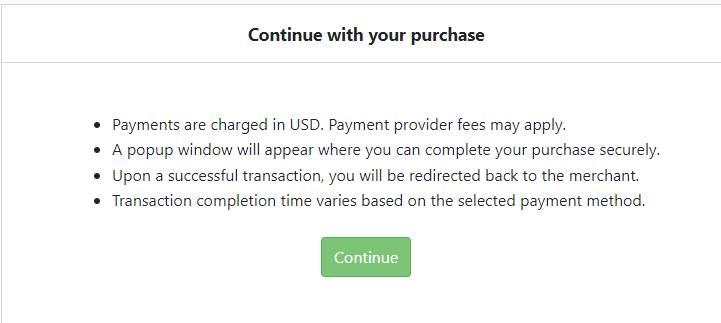 Continue with your purchase
• Payments are charged in USD. Payment provider fees may apply.
• A popup window will appear where you can complete your purchase securely.
• Upon a successful transaction, you will be redirected back to the merchant.
• Transaction completion time varies based on the selected payment method.
Continue